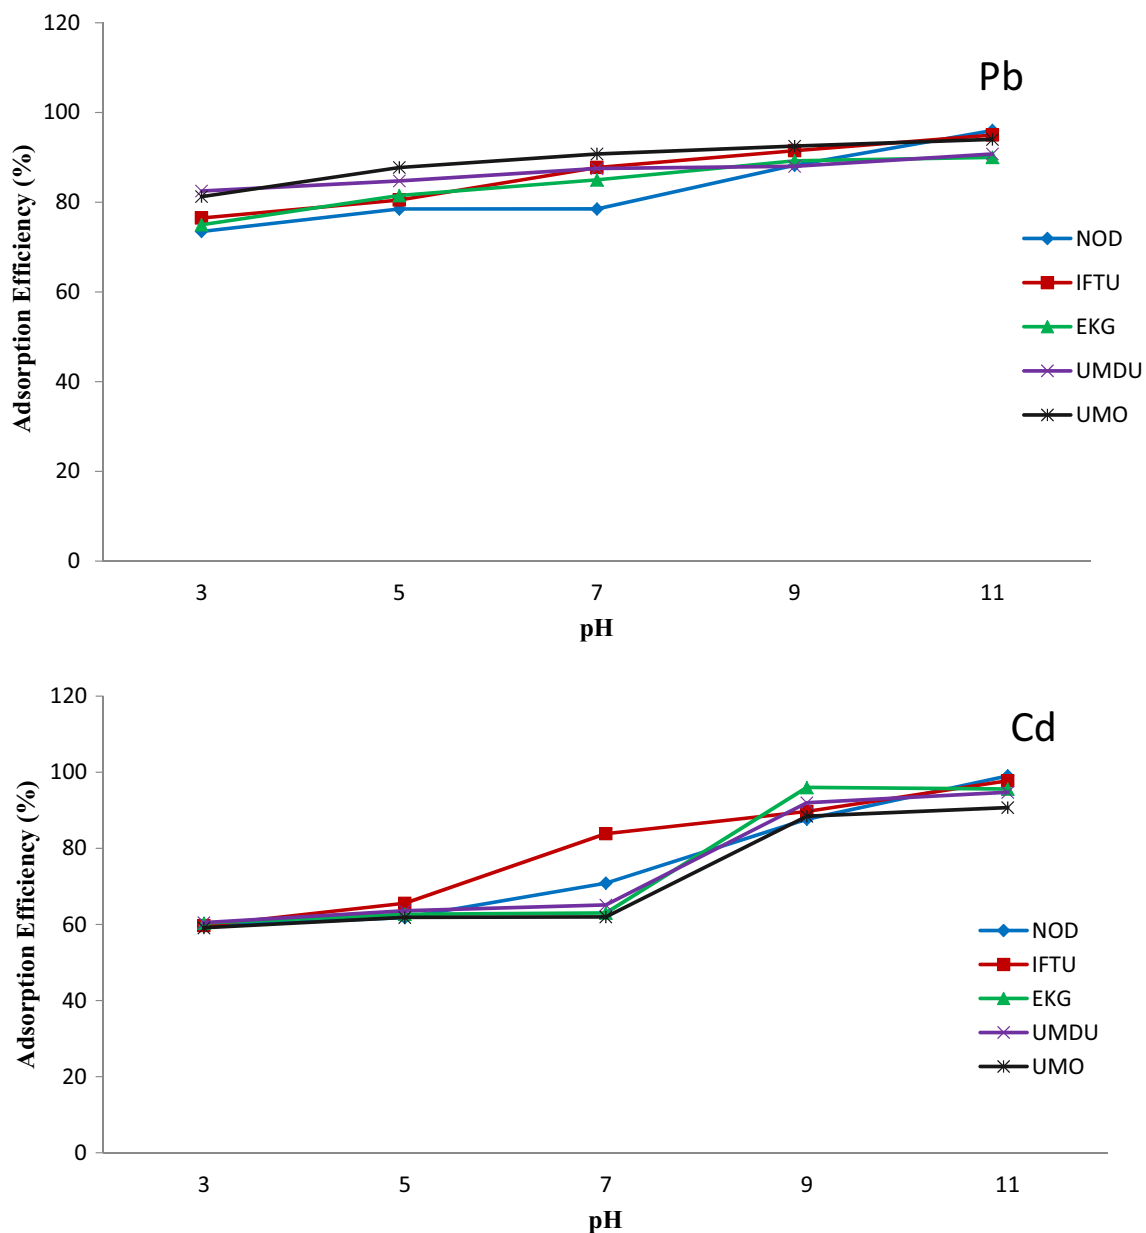 120
100
80
60
40
20
0
Adsorption Efficiency (%)
Pb
NOD
IFTU
EKG
UMDU
UMO
3 5 7 9 11
pH
120
100
80
60
40
20
0
Adsorption Efficiency (%)
Cd
NOD
IFTU
EKG
UMDU
UMO
3 5 7 9 11
pH